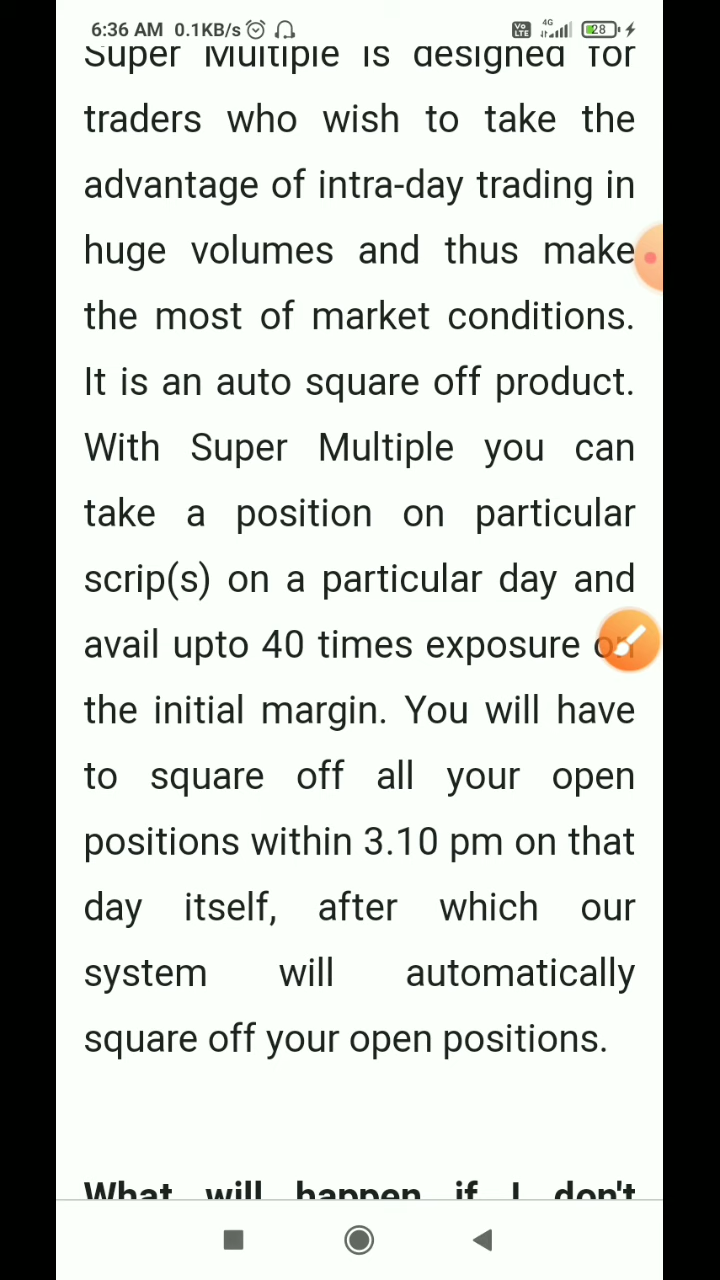 6:36 AM 0.1KB/s
Vo LTE 4G 28
Super Multiple is designed for
traders who wish to take the
advantage of intra-day trading in
huge volumes and thus make
the most of market conditions.
It is an auto square off product.
With Super Multiple you can
take a position on particular
scrip(s) on a particular day and
avail upto 40 times exposure on
the initial margin. You will have
to square off all your open
positions within 3.10 pm on that
day itself, after which our
system will automatically
square off your open positions.
What will happen if I don't